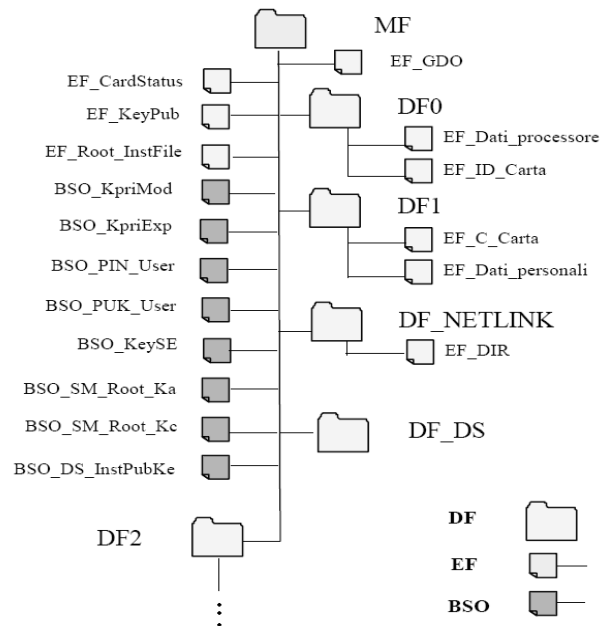 MF
EF_GDO
EF_CardStatus
EF_KeyPub
DF0
EF_Dati_processore
EF_Root_InstFile
EF_ID_Carta
BSO_KpriMod
DF1
BSO_KpriExp
EF_C_Carta
BSO_PIN_User
EF_Dati_personali
BSO_PUK_User
DF_NETLINK
BSO_KeySE
EF_DIR
BSO_SM_Root_Ka
BSO_SM_Root_Kc
DF_DS
BSO_DS_InstPubKe
DF2
DF
EF
BSO